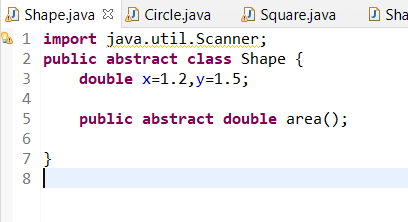 Shape.java Circle.java Square.java Sha
1 import java.util.Scanner;
2 public abstract class Shape {
3     double x=1.2,y=1.5;
4
5     public abstract double area();
6
7 }
8